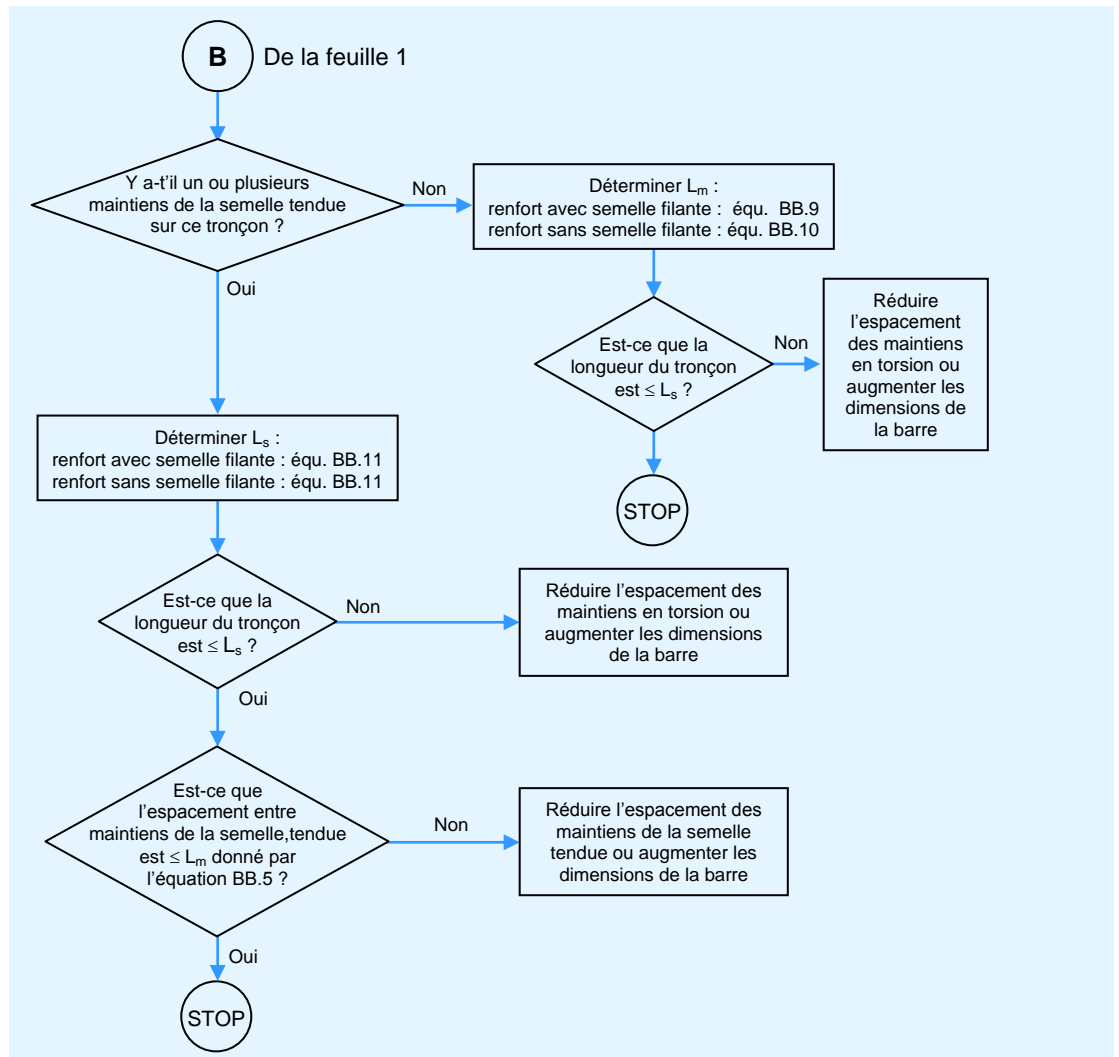 B De la feuille 1
Y a-t'il un ou plusieurs
maintiens de la semelle tendue
sur ce tronçon ?
Non
Déterminer Lm :
renfort avec semelle filante : équ. BB.9
renfort sans semelle filante : équ. BB.10
Oui
Est-ce que la
longueur du tronçon
est ≤ Ls ?
Non
Réduire
l'espacement
des maintiens
en torsion ou
augmenter les
dimensions de
la barre
STOP
Déterminer Ls :
renfort avec semelle filante : équ. BB.11
renfort sans semelle filante : équ. BB.11
Est-ce que la
longueur du tronçon
est ≤ Ls ?
Non
Réduire l'espacement des
maintiens en torsion ou
augmenter les dimensions
de la barre
Oui
Est-ce que
l'espacement entre
maintiens de la semelle,tendue
est ≤ Lm donné par
l'équation BB.5 ?
Non
Réduire l'espacement des
maintiens de la semelle
tendue ou augmenter les
dimensions de la barre
Oui
STOP